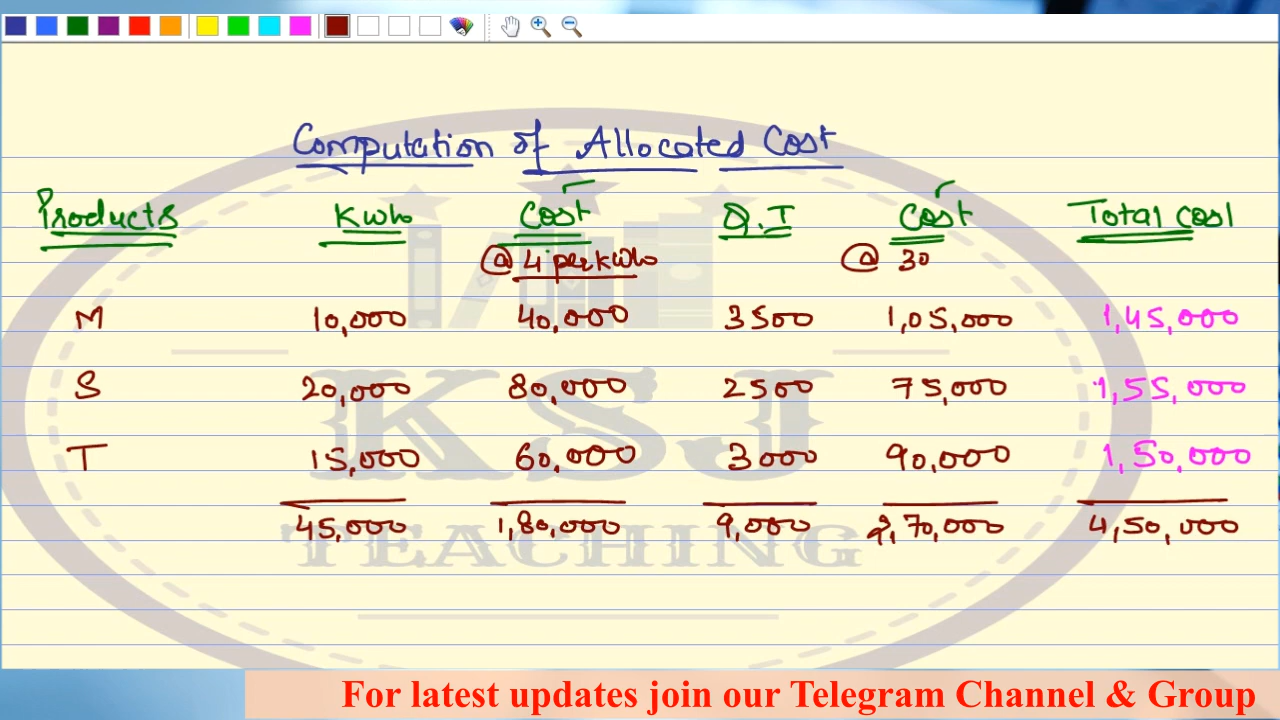 Computation of Allocated Cost
Products Kwh Cost Q.I Cost Total cost
@ 4 per kwh @ 30
M 10,000 40,000 3500 1,05,000 1,45,000
S 20,000 80,000 2500 75,000 1,55,000
T 15,000 60,000 3000 90,000 1,50,000
45,000 1,80,000 9,000 2,70,000 4,50,000
KSJ
TEACHING
For latest updates join our Telegram Channel & Group